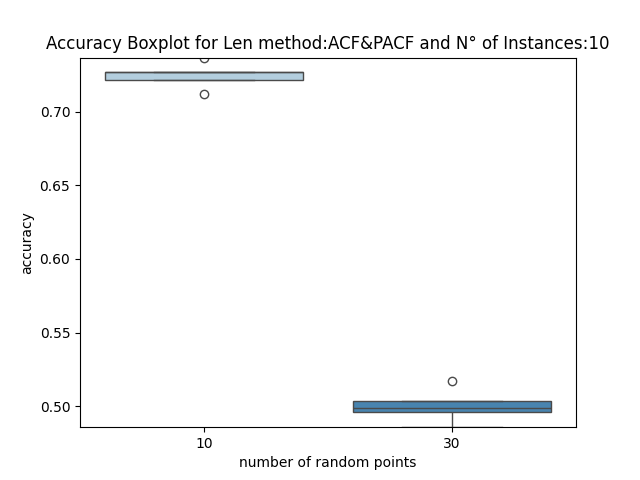 Accuracy Boxplot for Len method:ACF&PACF and N° of Instances:10
accuracy
0.70
0.65
0.60
0.55
0.50
10 30
number of random points